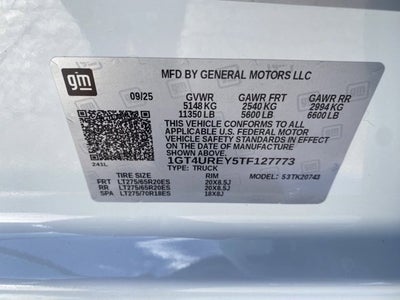 gm
MFD BY GENERAL MOTORS LLC
09/25 GVWR GAWR FRT GAWR RR
5148 KG 2540 KG 2994 KG
11350 LB 5600 LB 6600 LB
THIS VEHICLE CONFORMS TO ALL
APPLICABLE U.S. FEDERAL MOTOR
VEHICLE SAFETY STANDARDS IN
EFFECT ON THE DATE OF
MANUFACTURE SHOWN ABOVE.
1GT4UREY5TF127773
241L TYPE: TRUCK
TIRE SIZE RIM MODEL: S3TK20743
FRT LT275/65R20ES 20X8.5J
RR LT275/65R20ES 20X8.5J
SPA LT275/70R18ES 18X8J